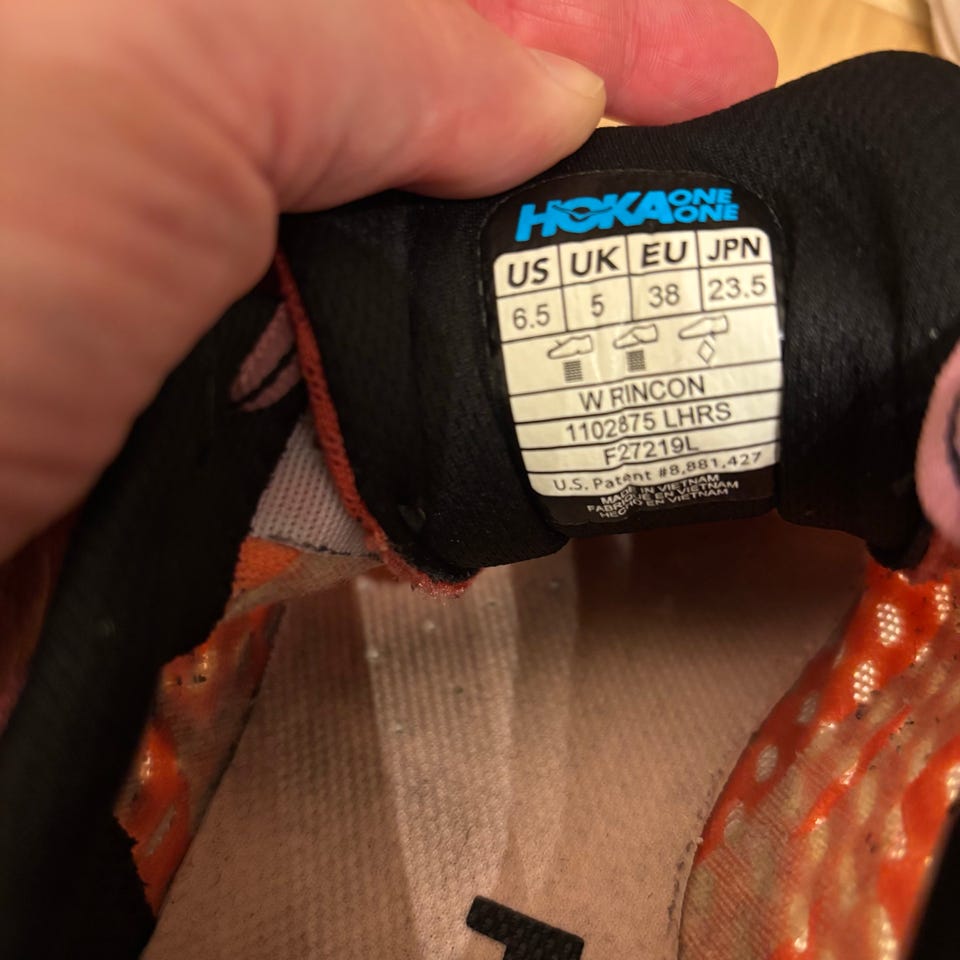 HOKA ONE ONE
US UK EU JPN
6.5 5 38 23.5
W RINCON
1102875 LHRS
F27219L
U.S. Patent #8,881,427
MADE IN VIETNAM
FABRIQUÉ EN VIETNAM
HECHO EN VIETNAM